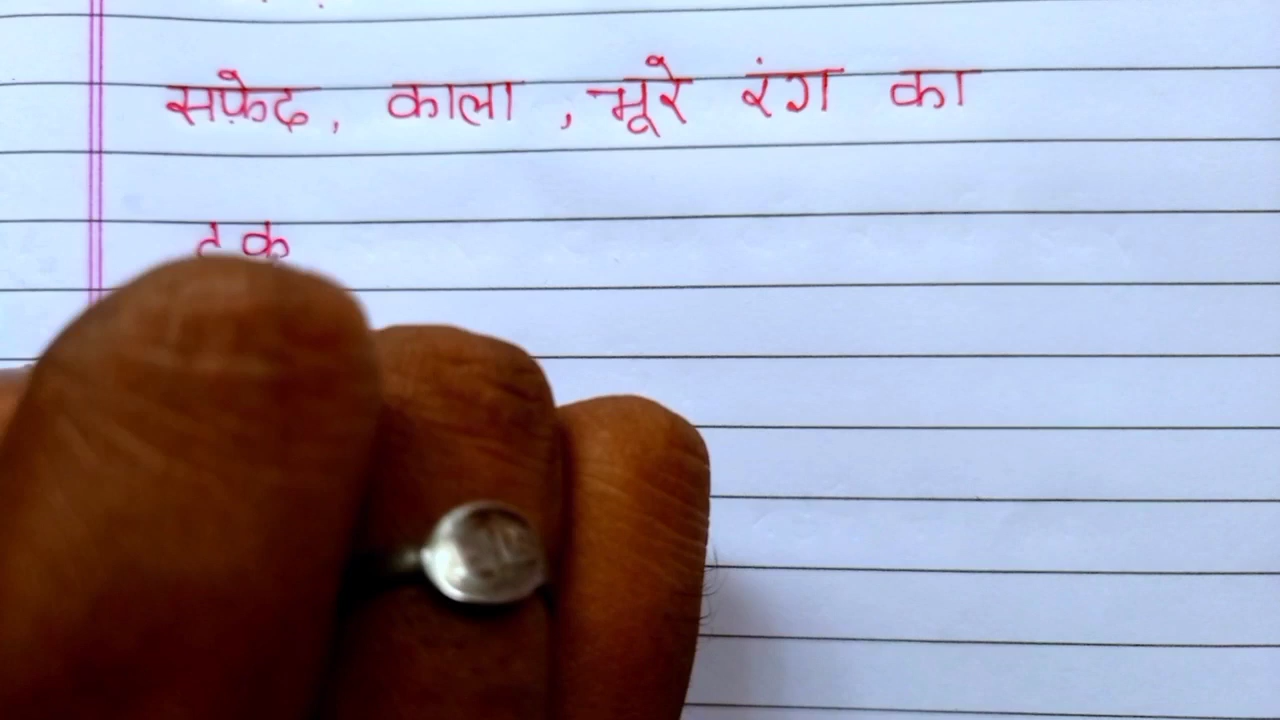 सफ़ेद, काला, भूरे रंग का